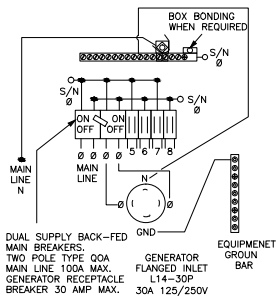 BOX BONDING
WHEN REQUIRED
S/N
Ø
S/N
Ø
S/N
Ø
ON ON
OFF OFF
5 6 7 8
Ø Ø Ø Ø
MAIN
LINE
N
MAIN
LINE
N
Ø Ø
GND
DUAL SUPPLY BACK-FED
MAIN BREAKERS.
TWO POLE TYPE QOA
MAIN LINE 100A MAX.
GENERATOR RECEPTACLE
BREAKER 30 AMP MAX.
GENERATOR
FLANGED INLET
L14-30P
30A 125/250V
EQUIPMENET
GROUN
BAR